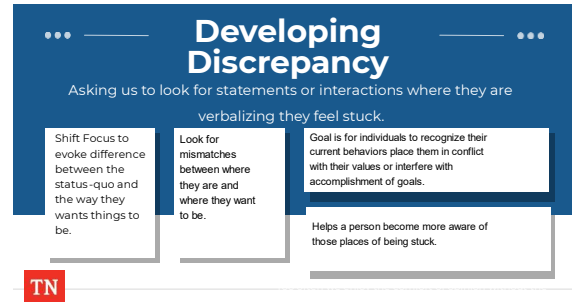 Developing
Discrepancy
Asking us to look for statements or interactions where they are
verbalizing they feel stuck.
Shift Focus to
evoke difference
between the
status-quo and
the way they
wants things to
be.
Look for
mismatches
between where
they are and
where they want
to be.
Goal is for individuals to recognize their
current behaviors place them in conflict
with their values or interfere with
accomplishment of goals.
Helps a person become more aware of
those places of being stuck.
TN